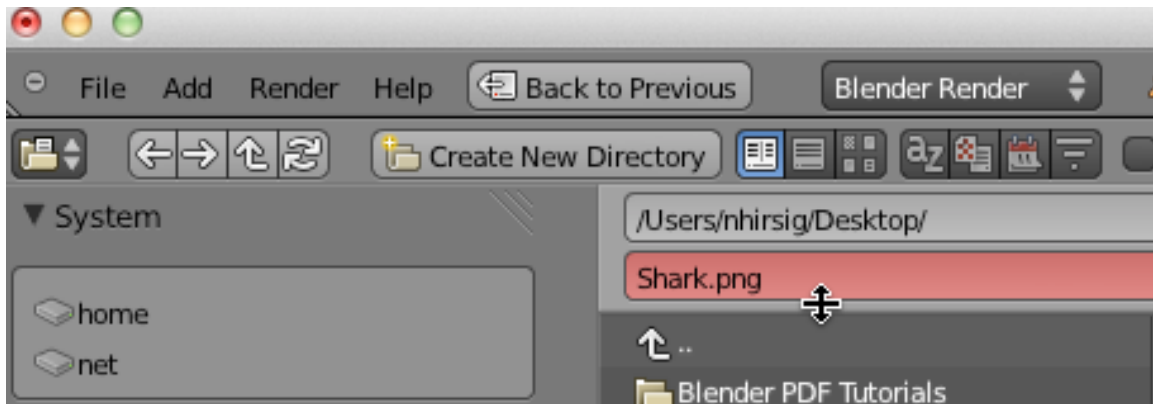 File Add Render Help Back to Previous Blender Render
Create New Directory az
System
/Users/nhirsig/Desktop/
Shark.png
home
..
net
Blender PDF Tutorials